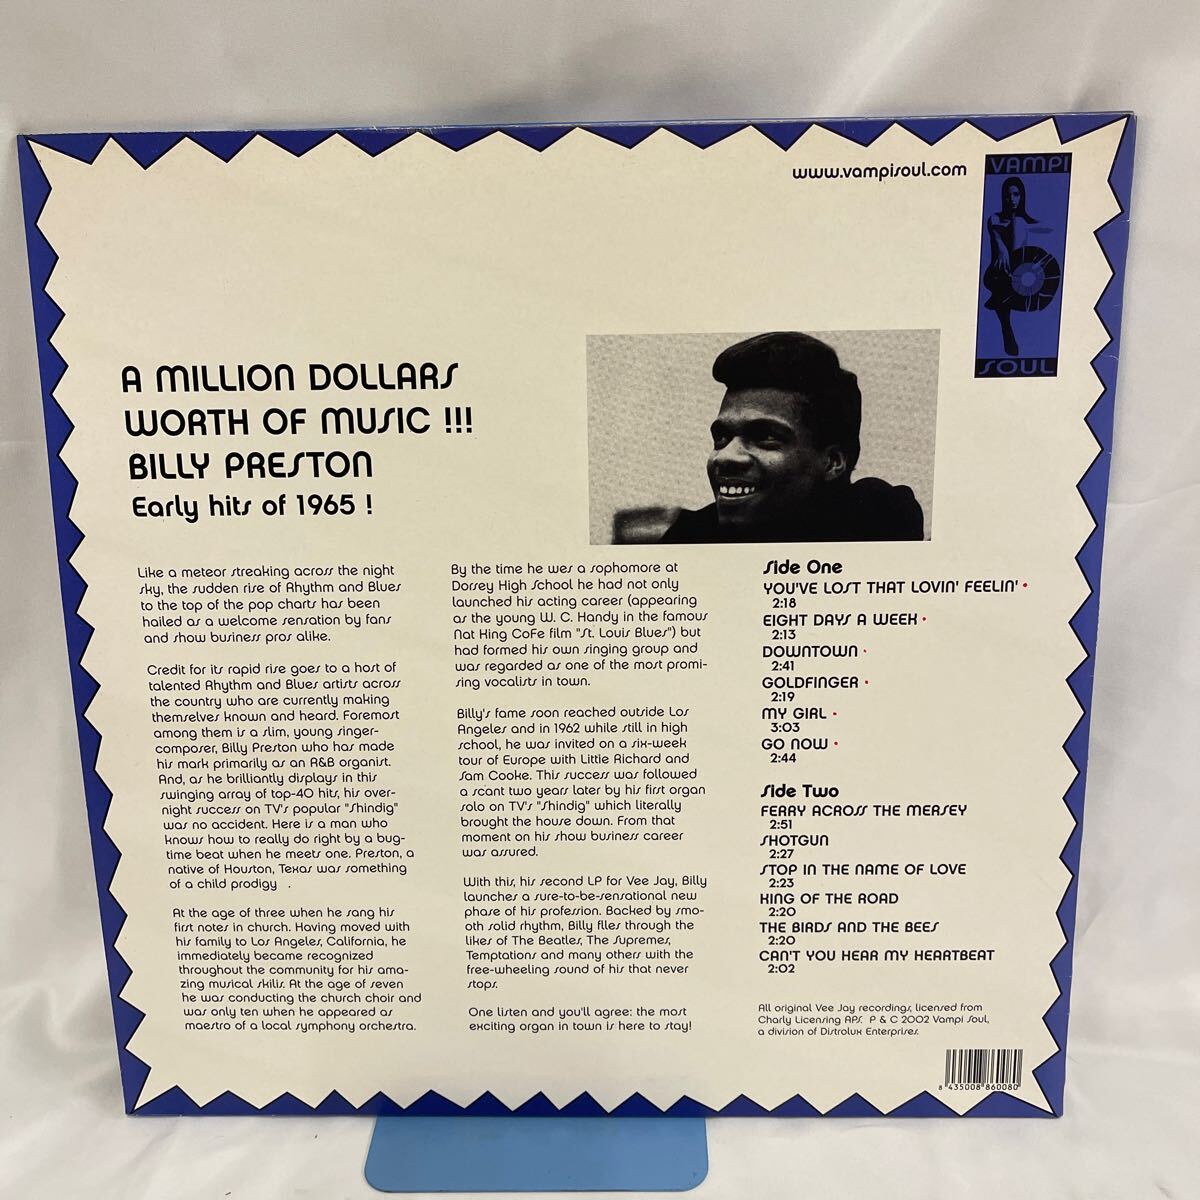 www.vampisoul.com
VAMPI
SOUL
A MILLION DOLLARS
WORTH OF MUSIC !!!
BILLY PRESTON
Early hits of 1965 !
Like a meteor streaking across the night
sky, the sudden rise of Rhythm and Blues
to the top of the pop charts has been
hailed as a welcome sensation by fans
and show business pros alike.
Credit for its rapid rise goes to a host of
talented Rhythm and Blues artists across
the country who are currently making
themselves known and heard. Foremost
among them is a slim, young singer-
composer, Billy Preston who has made
his mark primarily as an R&B organist.
And, as he brilliantly displays in this
swinging array of top-40 hits, his over-
night success on TV's popular "Shindig"
was no accident. Here is a man who
knows how to really do right by a bug-
time beat when he meets one. Preston, a
native of Houston, Texas was something
of a child prodigy .
At the age of three when he sang his
first notes in church. Having moved with
his family to Los Angeles, California, he
immediately became recognized
throughout the community for his ama-
zing musical skills. At the age of seven
he was conducting the church choir and
was only ten when he appeared as
maestro of a local symphony orchestra.
By the time he wes a sophomore at
Dorsey High School he had not only
launched his acting career (appearing
as the young W. C. Handy in the famous
Nat King CoFe film "St. Louis Blues") but
had formed his own singing group and
was regarded as one of the most promi-
sing vocalists in town.
Billy's fame soon reached outside Los
Angeles and in 1962 while still in high
school, he was invited on a six-week
tour of Europe with Little Richard and
Sam Cooke. This success was followed
a scant two years later by his first organ
solo on TV's "Shindig" which literally
brought the house down. From that
moment on his show business career
was assured.
With this, his second LP for Vee Jay, Billy
launches a sure-to-be-sensational new
phase of his profession. Backed by smo-
oth solid rhythm, Billy flies through the
likes of The Beatles, The Supremes,
Temptations and many others with the
free-wheeling sound of his that never
stops.
One listen and you'll agree: the most
exciting organ in town is here to stay!
Side One
YOU'VE LOST THAT LOVIN' FEELIN' •
2:18
EIGHT DAYS A WEEK •
2:13
DOWNTOWN •
2:41
GOLDFINGER •
2:19
MY GIRL •
3:03
GO NOW •
2:44
Side Two
FERRY ACROSS THE MERSEY
2:51
SHOTGUN
2:27
STOP IN THE NAME OF LOVE
2:23
KING OF THE ROAD
2:20
THE BIRDS AND THE BEES
2:20
CAN'T YOU HEAR MY HEARTBEAT
2:02
All original Vee Jay recordings, licensed from
Charly Licensing APS. P & C 2002 Vampi Soul,
a division of Distrolux Enterprises.
8 435008 860080